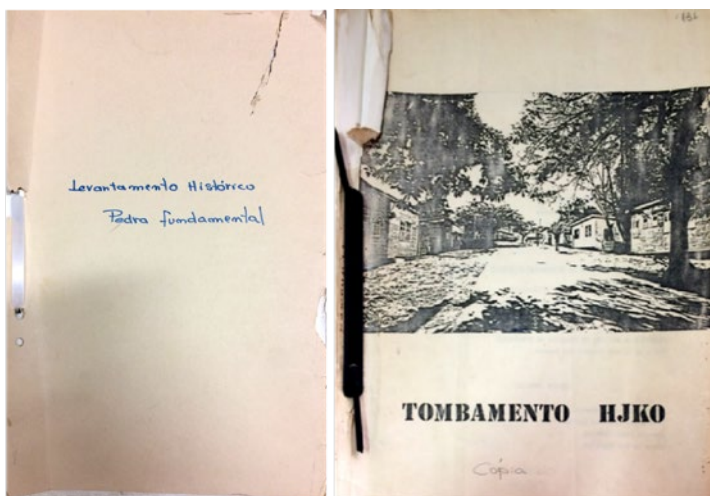 Levantamento Histórico
Pedra fundamental
TOMBAMENTO HJKO
Cópia